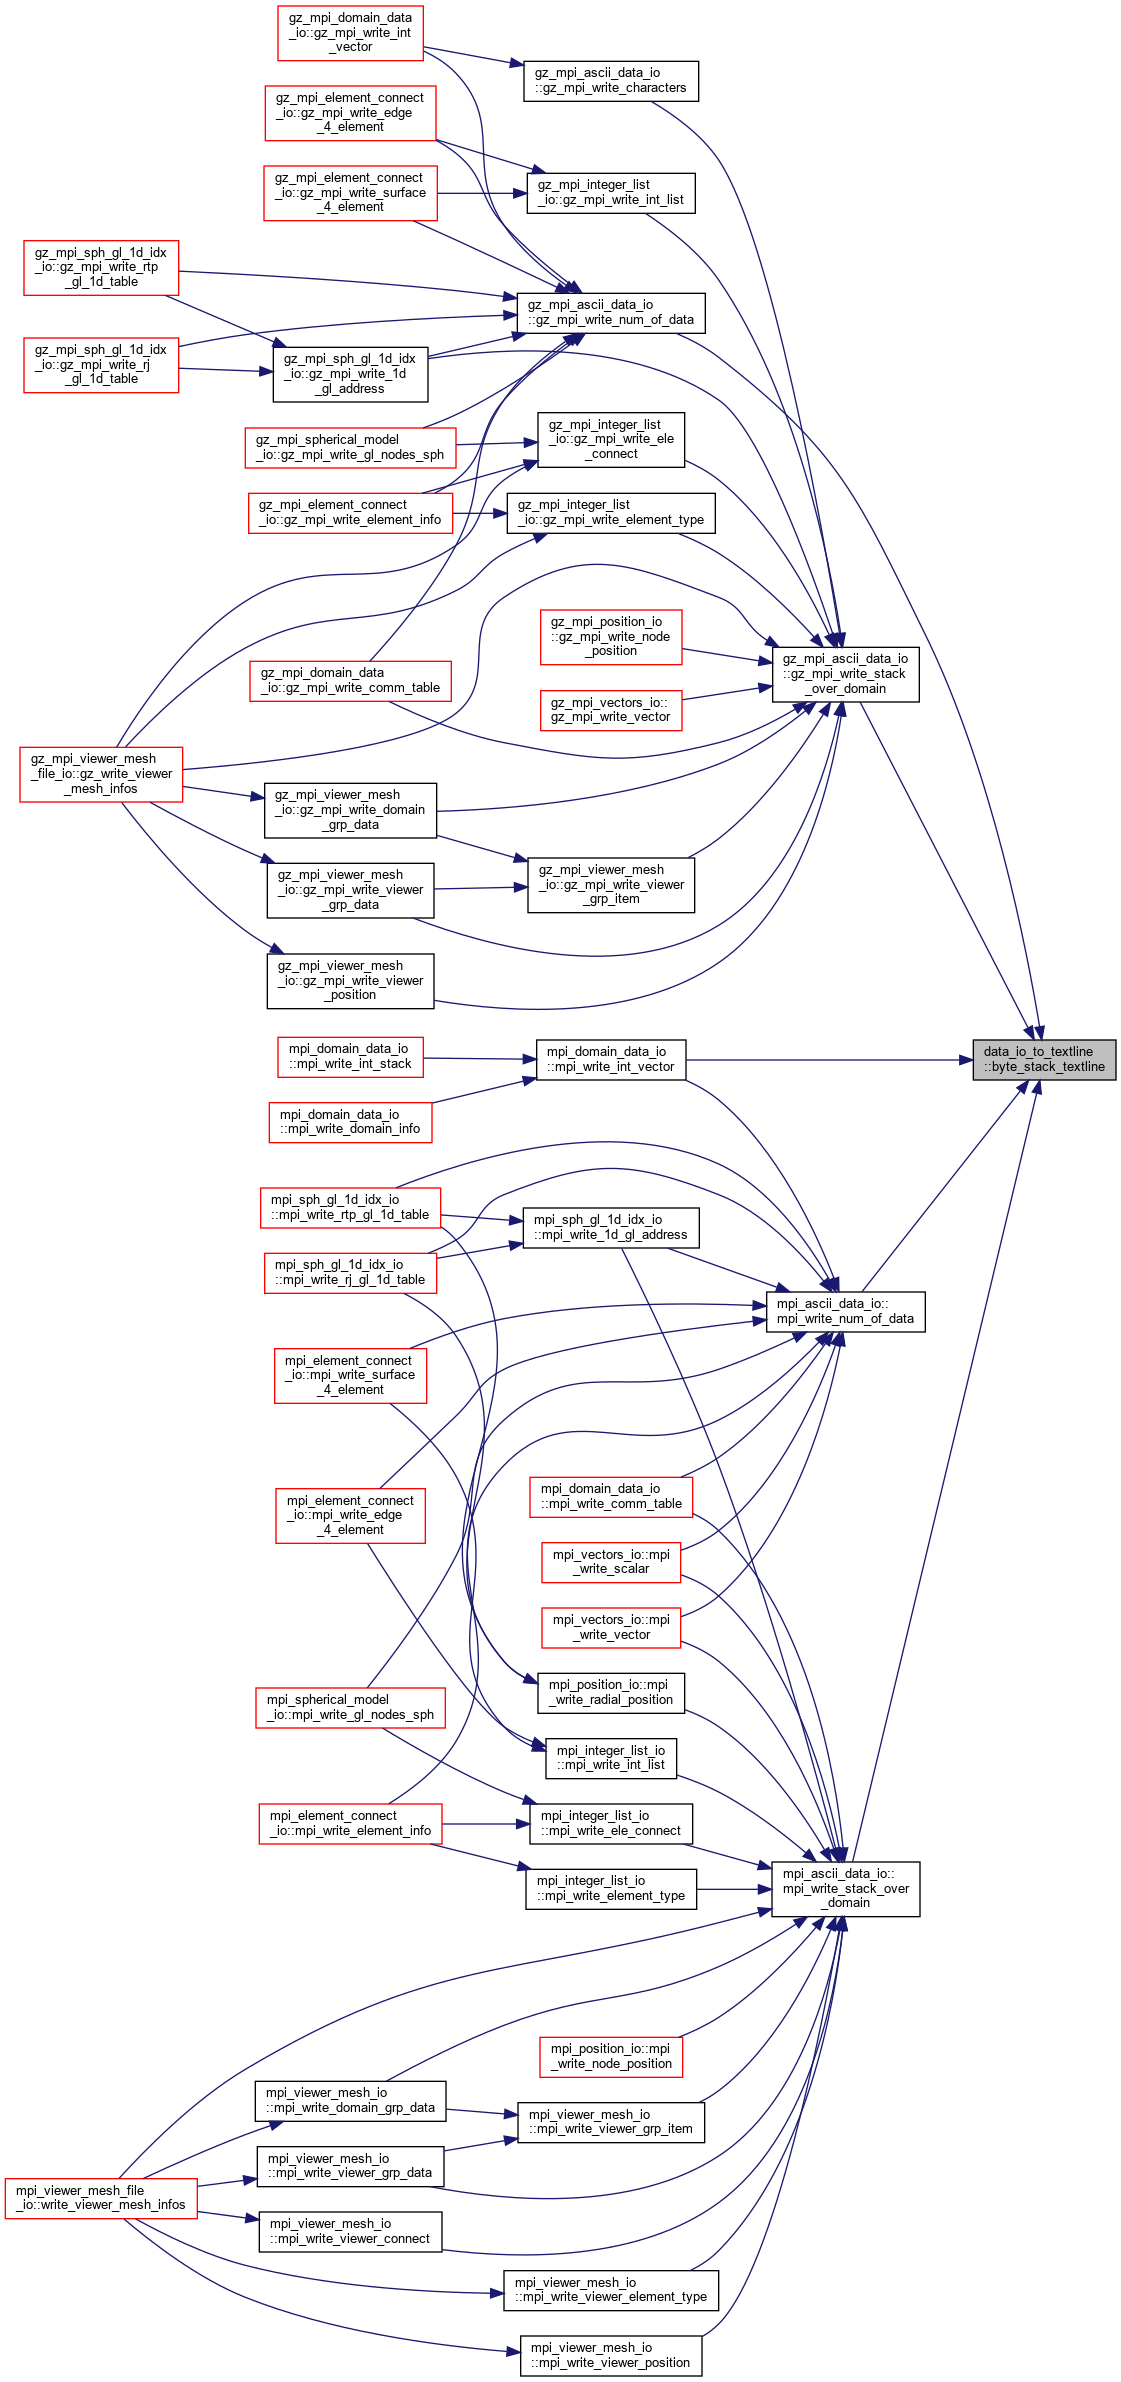 gz_mpi_domain_data
_io::gz_mpi_write_int
_vector
gz_mpi_ascii_data_io
::gz_mpi_write_characters
gz_mpi_element_connect
_io::gz_mpi_write_edge
_4_element
gz_mpi_element_connect
_io::gz_mpi_write_surface
_4_element
gz_mpi_integer_list
_io::gz_mpi_write_int_list
gz_mpi_sph_gl_1d_idx
_io::gz_mpi_write_rtp
_gl_1d_table
gz_mpi_ascii_data_io
::gz_mpi_write_num_of_data
gz_mpi_sph_gl_1d_idx
_io::gz_mpi_write_rj
_gl_1d_table
gz_mpi_sph_gl_1d_idx
_io::gz_mpi_write_1d
_gl_address
gz_mpi_spherical_model
_io::gz_mpi_write_gl_nodes_sph
gz_mpi_integer_list
_io::gz_mpi_write_ele
_connect
gz_mpi_element_connect
_io::gz_mpi_write_element_info
gz_mpi_integer_list
_io::gz_mpi_write_element_type
gz_mpi_position_io
::gz_mpi_write_node
_position
gz_mpi_ascii_data_io
::gz_mpi_write_stack
_over_domain
gz_mpi_domain_data
_io::gz_mpi_write_comm_table
gz_mpi_vectors_io::
gz_mpi_write_vector
gz_mpi_viewer_mesh
_file_io::gz_write_viewer
_mesh_infos
gz_mpi_viewer_mesh
_io::gz_mpi_write_domain
_grp_data
gz_mpi_viewer_mesh
_io::gz_mpi_write_viewer
_grp_data
gz_mpi_viewer_mesh
_io::gz_mpi_write_viewer
_grp_item
gz_mpi_viewer_mesh
_io::gz_mpi_write_viewer
_position
mpi_domain_data_io
::mpi_write_int_stack
mpi_domain_data_io
::mpi_write_int_vector
data_io_to_textline
::byte_stack_textline
mpi_domain_data_io
::mpi_write_domain_info
mpi_sph_gl_1d_idx_io
::mpi_write_rtp_gl_1d_table
mpi_sph_gl_1d_idx_io
::mpi_write_1d_gl_address
mpi_sph_gl_1d_idx_io
::mpi_write_rj_gl_1d_table
mpi_ascii_data_io::
mpi_write_num_of_data
mpi_element_connect
_io::mpi_write_surface
_4_element
mpi_element_connect
_io::mpi_write_edge
_4_element
mpi_domain_data_io
::mpi_write_comm_table
mpi_vectors_io::mpi
_write_scalar
mpi_vectors_io::mpi
_write_vector
mpi_position_io::mpi
_write_radial_position
mpi_spherical_model
_io::mpi_write_gl_nodes_sph
mpi_integer_list_io
::mpi_write_int_list
mpi_element_connect
_io::mpi_write_element_info
mpi_integer_list_io
::mpi_write_ele_connect
mpi_integer_list_io
::mpi_write_element_type
mpi_ascii_data_io::
mpi_write_stack_over
_domain
mpi_position_io::mpi
_write_node_position
mpi_viewer_mesh_io
::mpi_write_domain_grp_data
mpi_viewer_mesh_io
::mpi_write_viewer_grp_item
mpi_viewer_mesh_io
::mpi_write_viewer_grp_data
mpi_viewer_mesh_file
_io::write_viewer_mesh_infos
mpi_viewer_mesh_io
::mpi_write_viewer_connect
mpi_viewer_mesh_io
::mpi_write_viewer_element_type
mpi_viewer_mesh_io
::mpi_write_viewer_position